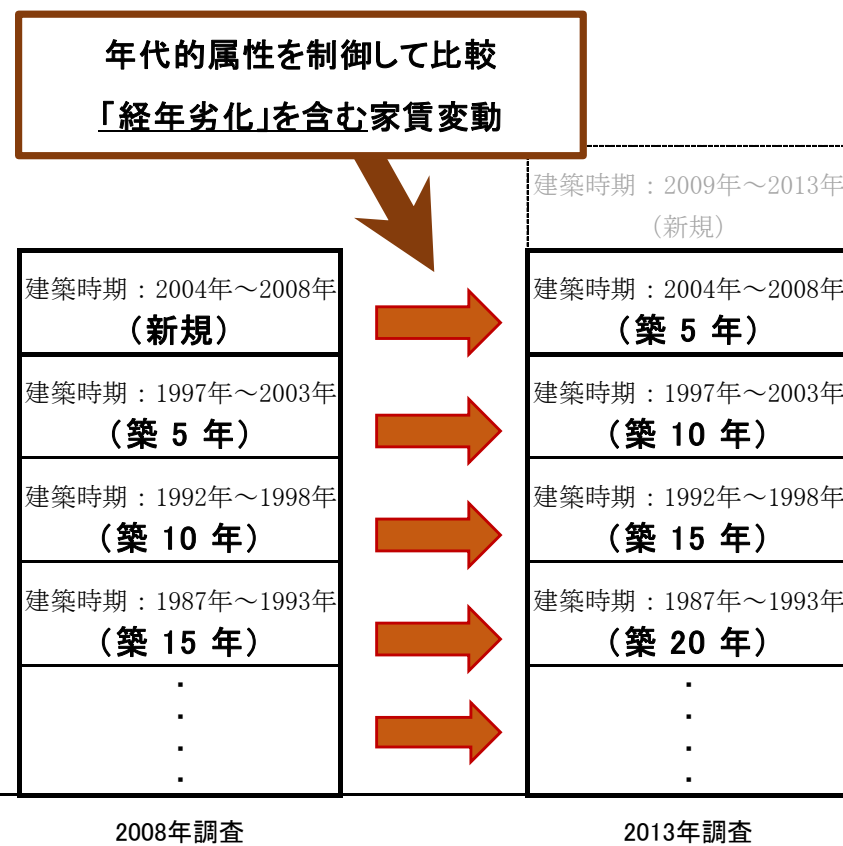 年代的属性を制御して比較
「経年劣化」を含む家賃変動
建築時期：2009年～2013年
（新規）
建築時期：2004年～2008年
（新規）
建築時期：1997年～2003年
（築 5 年）
建築時期：1992年～1998年
（築 10 年）
建築時期：1987年～1993年
（築 15 年）
・
・
・
・
2008年調査
建築時期：2004年～2008年
（築 5 年）
建築時期：1997年～2003年
（築 10 年）
建築時期：1992年～1998年
（築 15 年）
建築時期：1987年～1993年
（築 20 年）
・
・
・
・
2013年調査